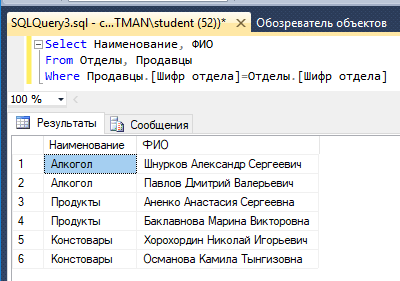 SQLQuery3.sql - c...TMAN\student (52))* × Обозреватель объектов
Select Наименование, ФИО
From Отделы, Продавцы
Where Продавцы.[Шифр отдела]=Отделы.[Шифр отдела]
100 %
Результаты Сообщения
Наименование ФИО
1 Алкогол Шнурков Александр Сергеевич
2 Алкогол Павлов Дмитрий Валерьевич
3 Продукты Аненко Анастасия Сергеевна
4 Продукты Баклавнова Марина Викторовна
5 Констовары Хороходин Николай Игорьевич
6 Констовары Османова Камила Тынгизовна